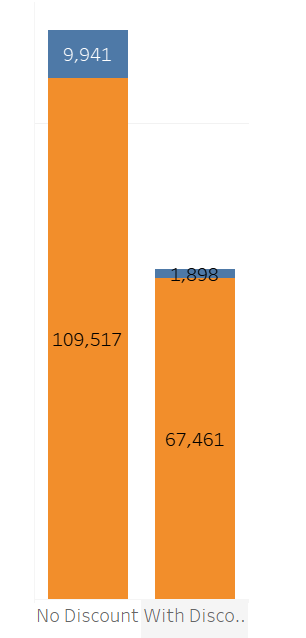 9,941
1,898
109,517
67,461
No Discount
With Disco..